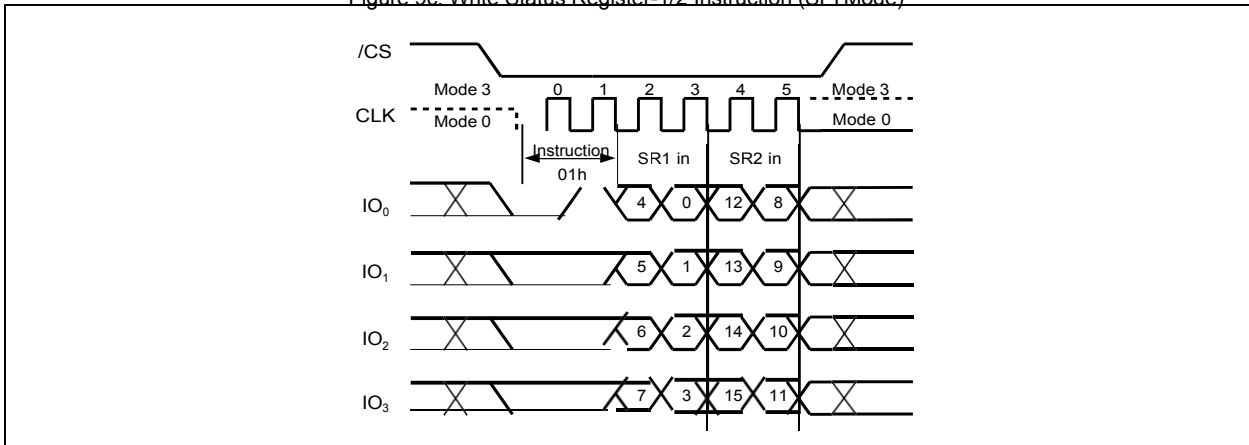 Figure 9c. Write Status Register-1/2 Instruction (SPI Mode)
/CS
Mode 3 0 1 2 3 4 5 Mode 3
CLK
Mode 0 Mode 0
Instruction SR1 in SR2 in
01h
IO0 4 0 12 8
IO1 5 1 13 9
IO2 6 2 14 10
IO3 7 3 15 11